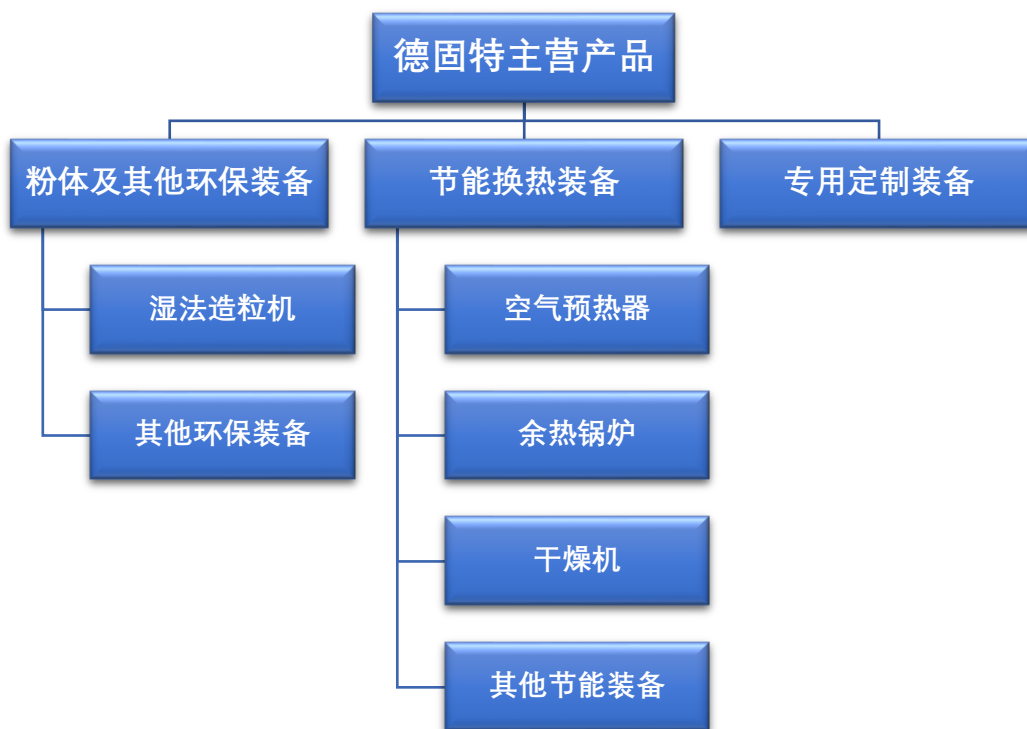 德固特主营产品
粉体及其他环保装备
节能换热装备
专用定制装备
湿法造粒机
空气预热器
其他环保装备
余热锅炉
干燥机
其他节能装备